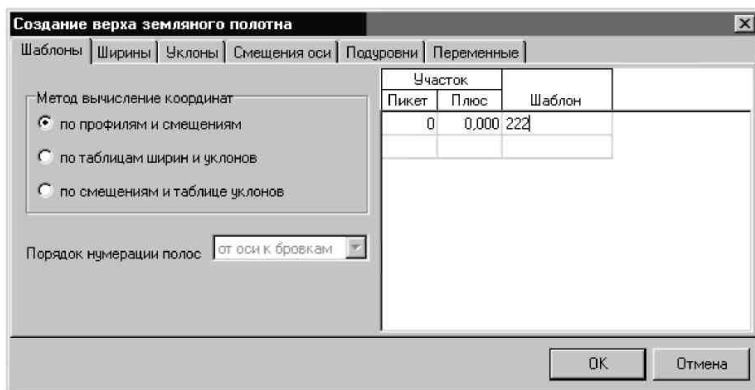 Создание верха земляного полотна
Шаблоны Ширины Уклоны Смещения оси Подуровни Переменные
Метод вычисление координат
по профилям и смещениям
по таблицам ширин и уклонов
по смещениям и таблице уклонов
Порядок нумерации полос от оси к бровкам
Участок
Пикет Плюс Шаблон
0 0,000 222
OK Отмена